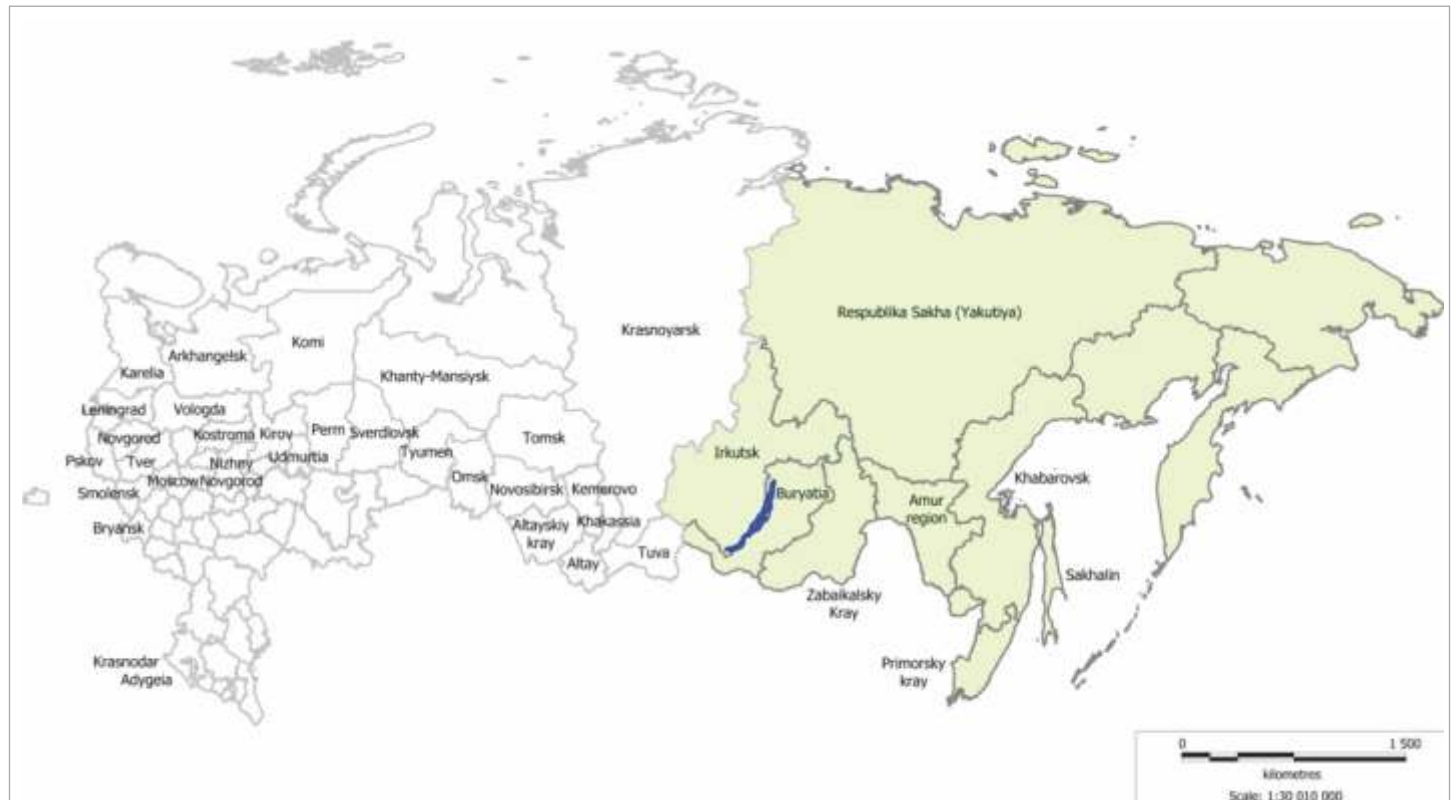 Krasnoyarsk
Respublika Sakha (Yakutiya)
Komi
Arkhangelsk
Karelia
Khanty-Mansiysk
Leningrad
Vologda
Novgorod
Kostroma
Kirov
Perm
Sverdlovsk
Tomsk
Irkutsk
Pskov
Tver
Nizhny
Novgorod
Udmurtia
Tyumen
Moscow
Omsk
Novosibirsk
Kemerovo
Buryatia
Khabarovsk
Smolensk
Amur
region
Bryansk
Altayskiy
kray
Khakassia
Tuva
Altay
Sakhalin
Zabaikalsky
Kray
Krasnodar
Adygeia
Primorsky
kray
0 1 500
kilometres
Scale: 1:30 010 000